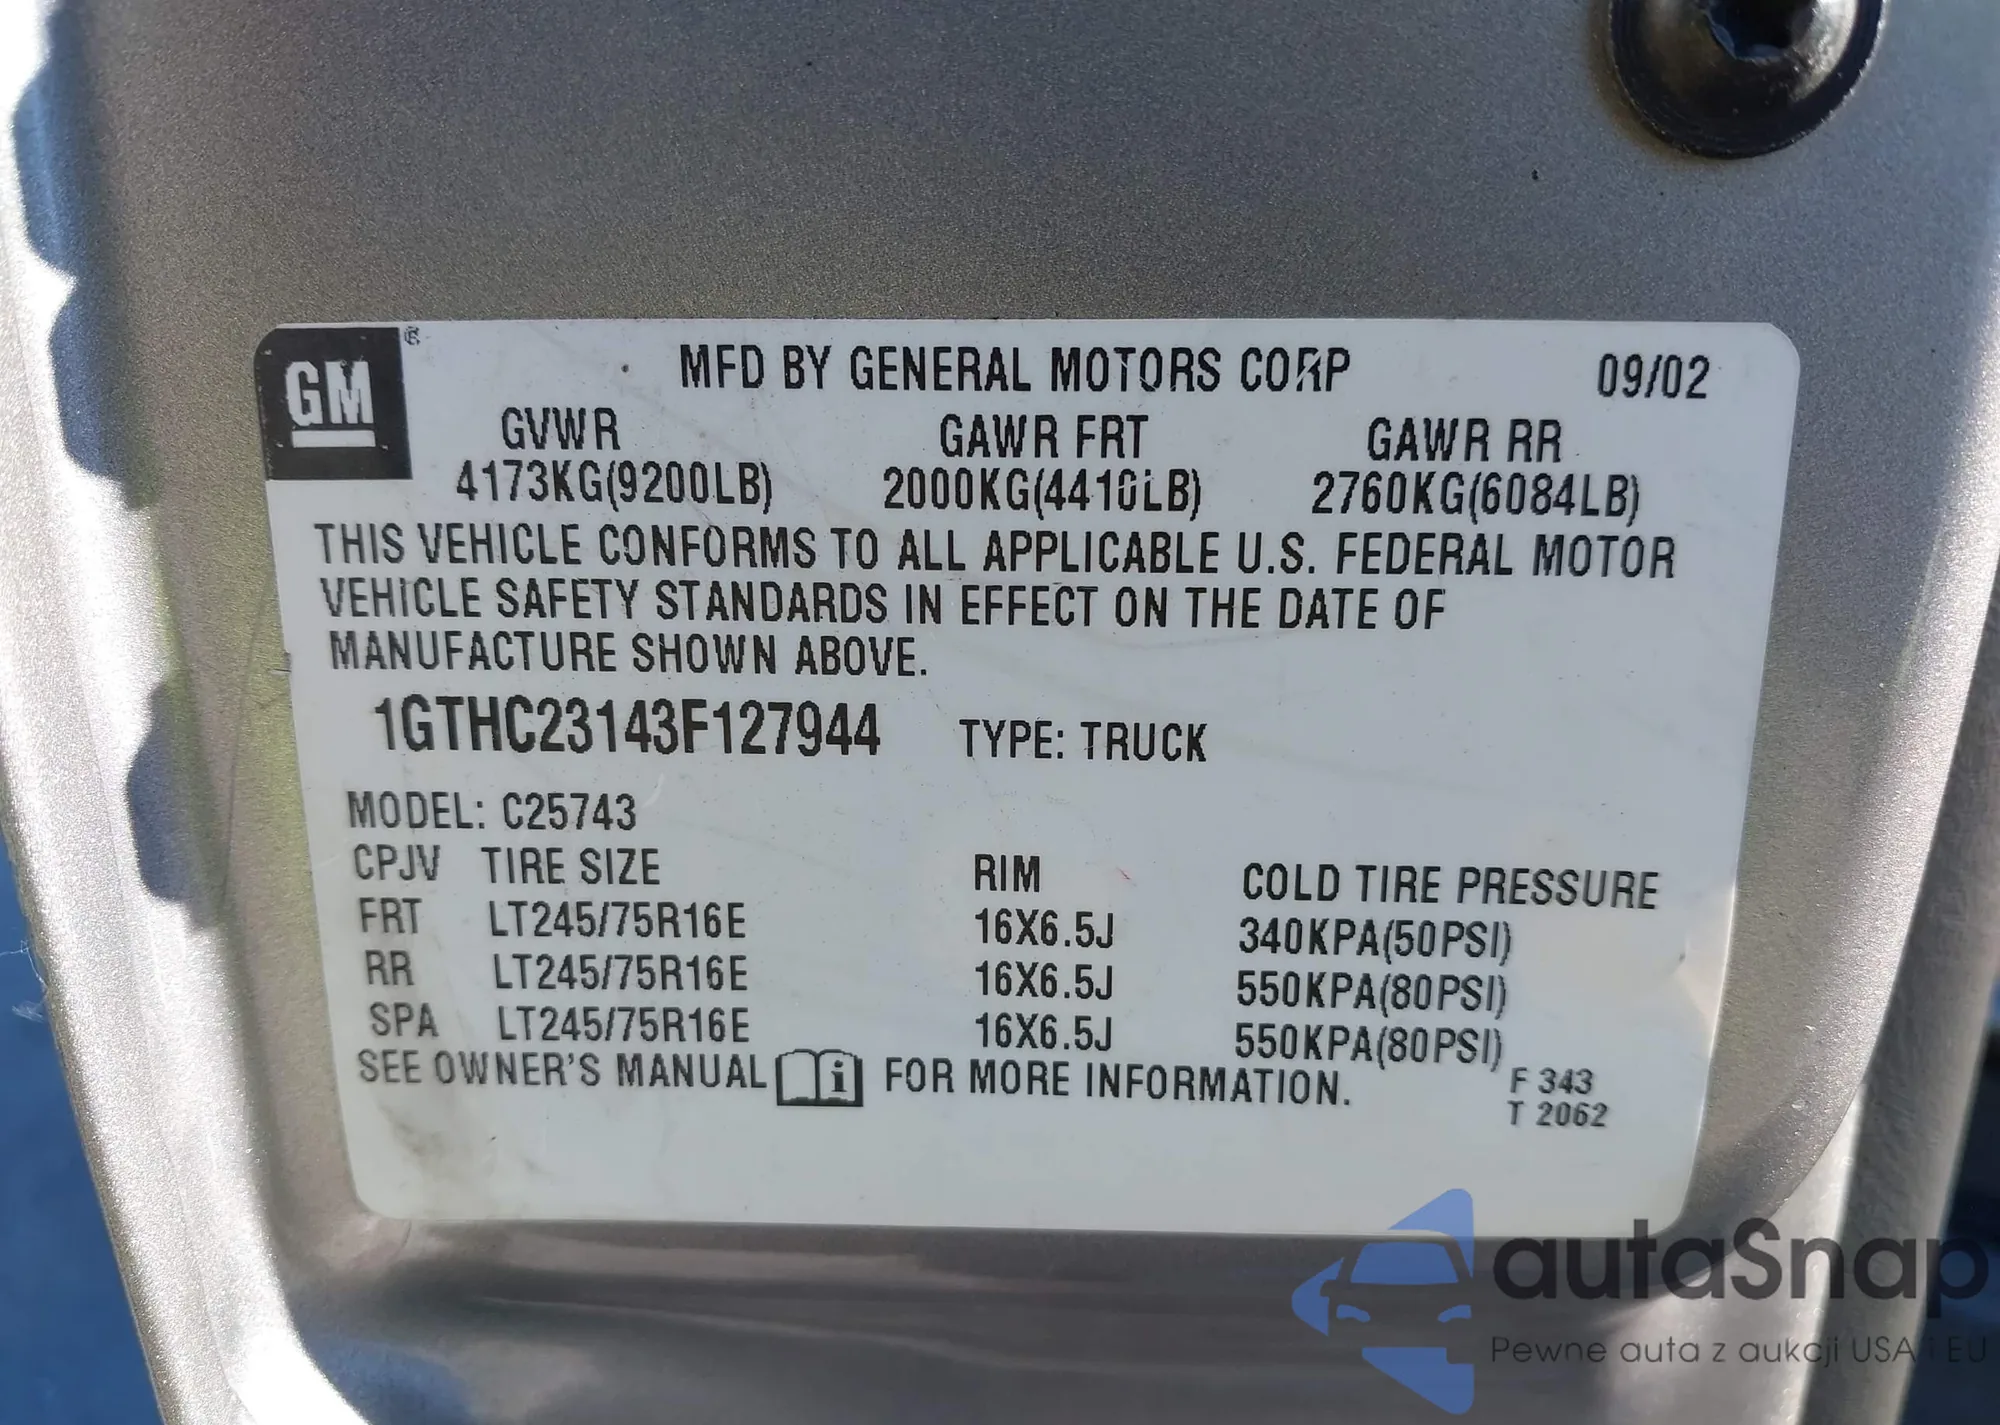 GM ®
MFD BY GENERAL MOTORS CORP 09/02
GVWR GAWR FRT GAWR RR
4173KG(9200LB) 2000KG(4410LB) 2760KG(6084LB)
THIS VEHICLE CONFORMS TO ALL APPLICABLE U.S. FEDERAL MOTOR
VEHICLE SAFETY STANDARDS IN EFFECT ON THE DATE OF
MANUFACTURE SHOWN ABOVE.
1GTHC23143F127944 TYPE: TRUCK
MODEL: C25743
CPJV TIRE SIZE RIM COLD TIRE PRESSURE
FRT LT245/75R16E 16X6.5J 340KPA(50PSI)
RR LT245/75R16E 16X6.5J 550KPA(80PSI)
SPA LT245/75R16E 16X6.5J 550KPA(80PSI)
SEE OWNER'S MANUAL i FOR MORE INFORMATION.
F 343
T 2062
autaSnap
Pewne auta z aukcji USA i EU